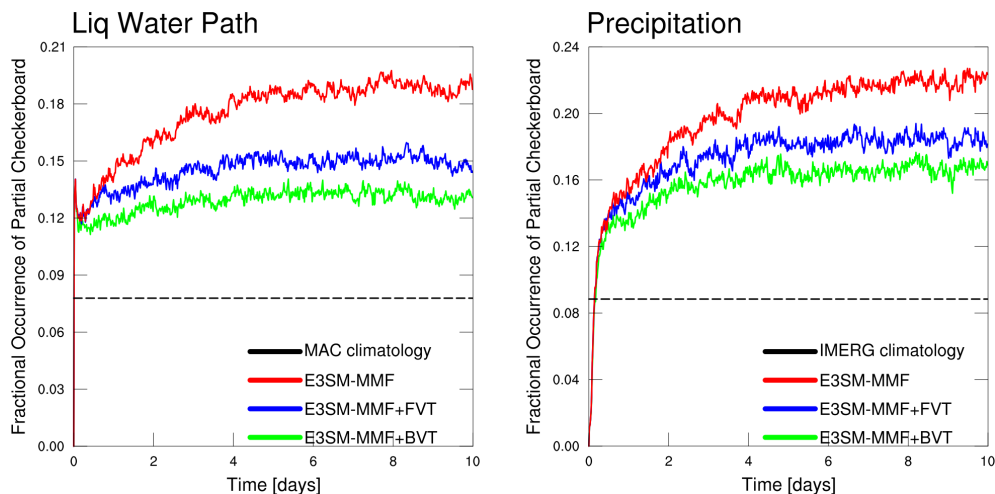 Liq Water Path
Fractional Occurrence of Partial Checkerboard
0.21
0.18
0.15
0.12
0.09
0.06
0.03
0.00
0
2
4
6
8
10
Time [days]
MAC climatology
E3SM-MMF
E3SM-MMF+FVT
E3SM-MMF+BVT
Precipitation
Fractional Occurrence of Partial Checkerboard
0.24
0.20
0.16
0.12
0.08
0.04
0.00
0
2
4
6
8
10
Time [days]
IMERG climatology
E3SM-MMF
E3SM-MMF+FVT
E3SM-MMF+BVT